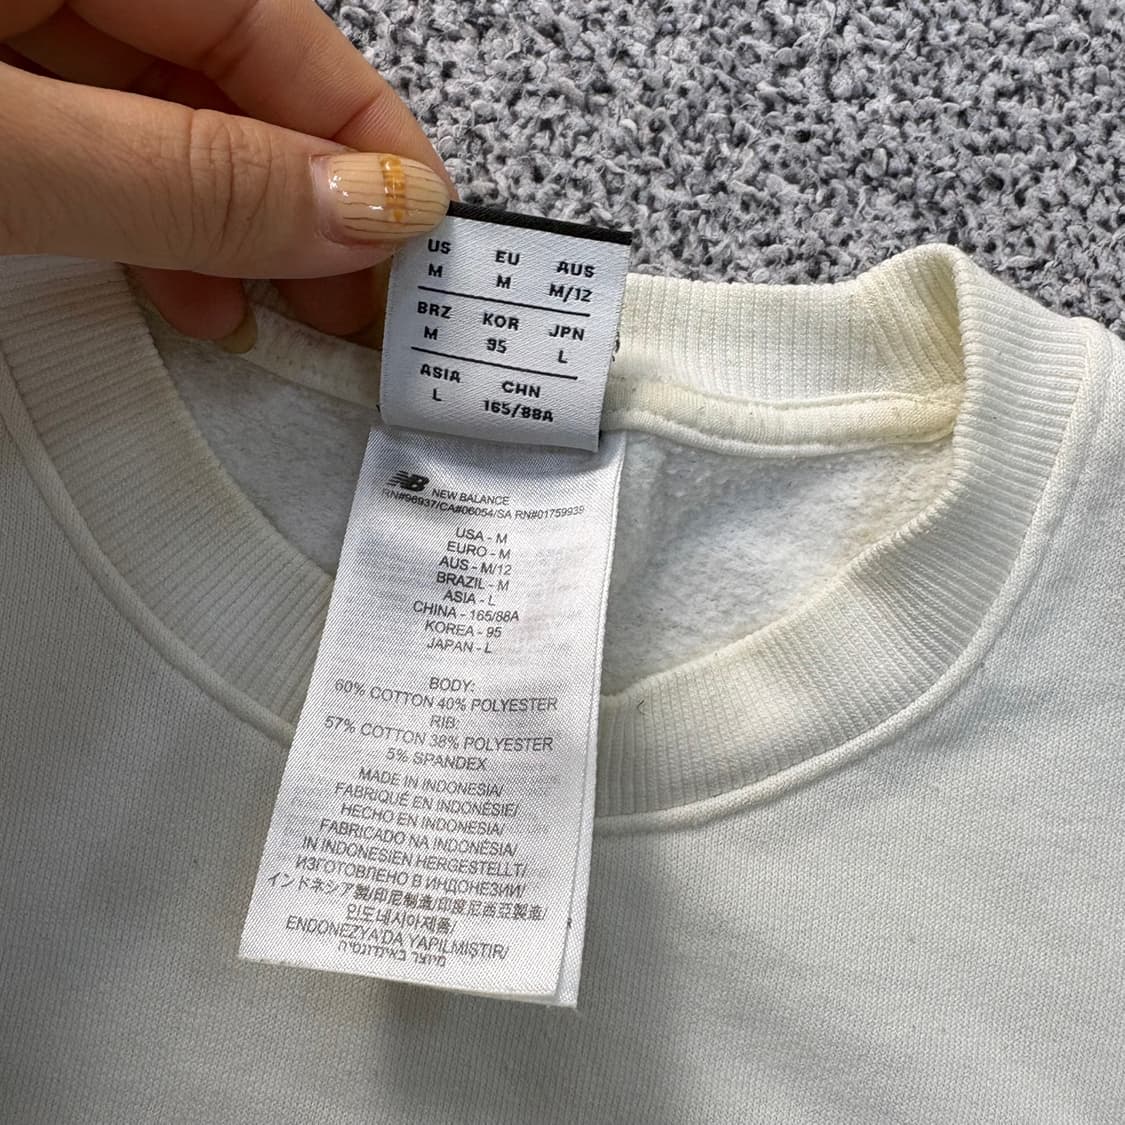 US EU AUS
M M M/12
BRZ KOR JPN
M 95 L
ASIA CHN
L 165/88A
NB NEW BALANCE
RN#96937/CA#06054/SA RN#01759939
USA - M
EURO - M
AUS - M/12
BRAZIL - M
ASIA - L
CHINA - 165/88A
KOREA - 95
JAPAN - L
BODY:
60% COTTON 40% POLYESTER
RIB:
57% COTTON 38% POLYESTER
5% SPANDEX
MADE IN INDONESIA/
FABRIQUÉ EN INDONÉSIE/
HECHO EN INDONESIA/
FABRICADO NA INDONÉSIA/
IN INDONESIEN HERGESTELLT/
ИЗГОТОВЛЕНО В ИНДОНЕЗИИ/
インドネシア製/印尼制造/印度尼西亞製造/
인도네시아제품/
ENDONEZYA'DA YAPILMIŞTIR/
מיוצר באינדונסיה